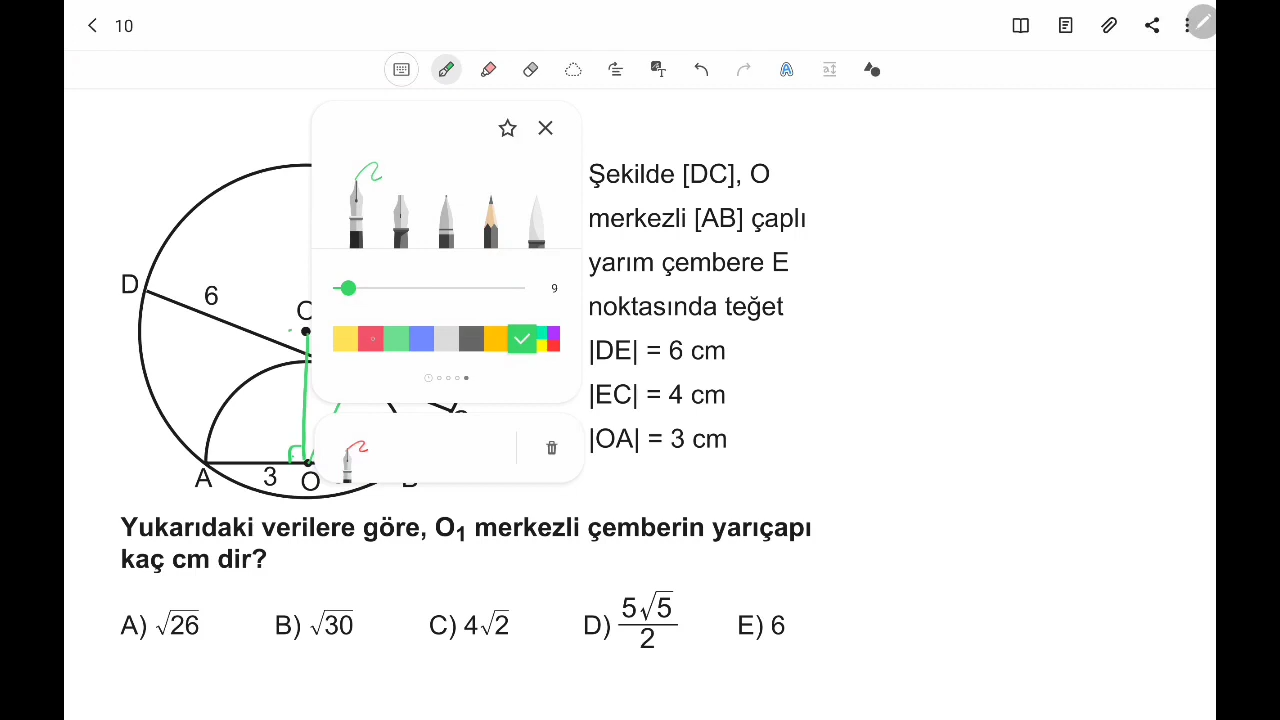 10
Şekilde [DC], O
merkezli [AB] çaplı
yarım çembere E
noktasında teğet
|DE| = 6 cm
|EC| = 4 cm
|OA| = 3 cm
9
D
6
A
3
O
Yukarıdaki verilere göre, O₁ merkezli çemberin yarıçapı
kaç cm dir?
A) √26 B) √30 C) 4√2 D) 5√5/2 E) 6